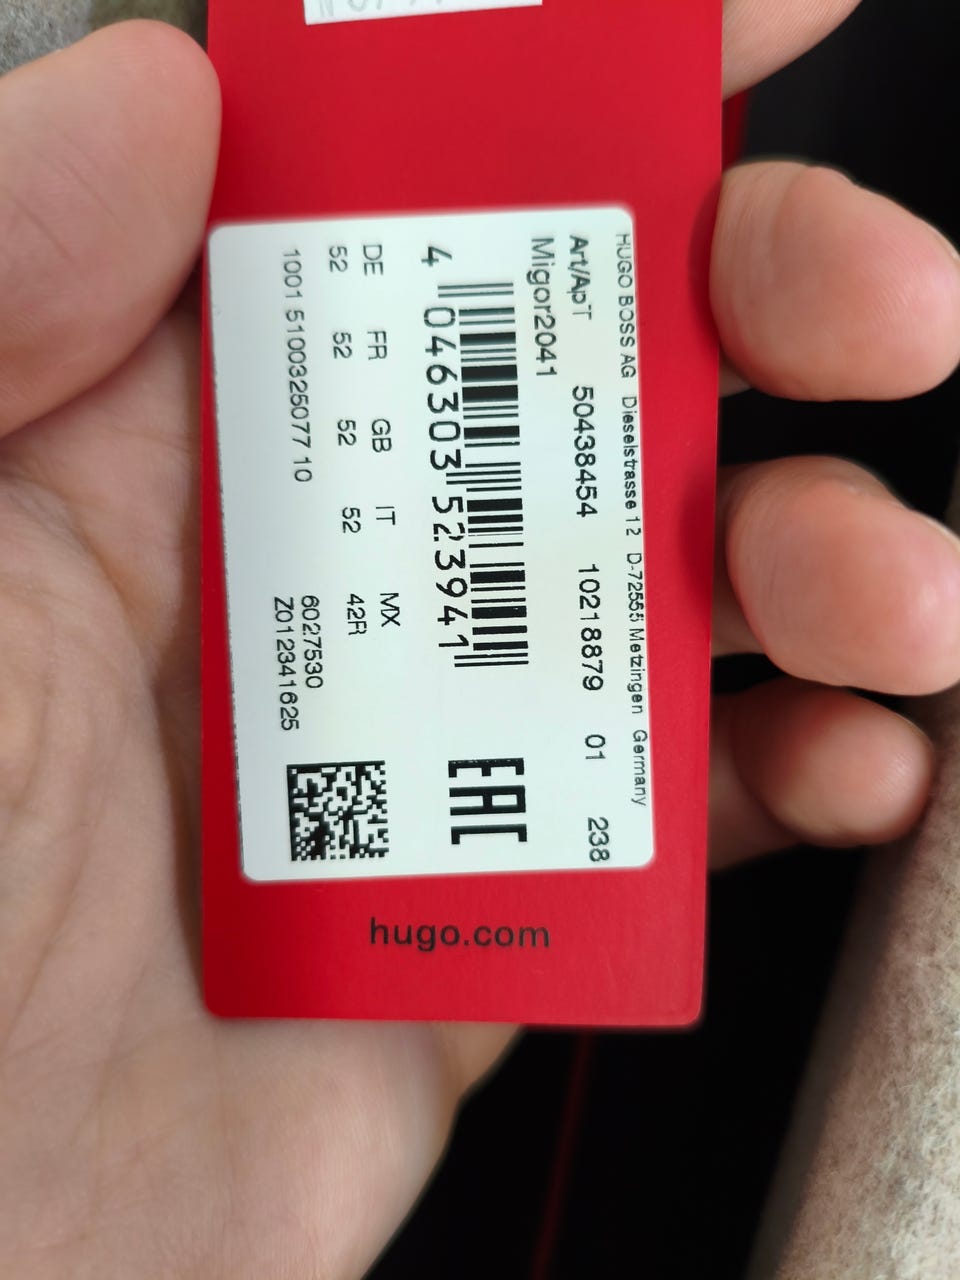 HUGO BOSS AG Dieselstrasse 12 D-72555 Metzingen Germany
Art/ApT 50438454 10218879 01 238
Migor2041
4 046303 523941
EAC
DE FR GB IT MX
52 52 52 52 42R
6027530
1001 5100325077 10 Z012341625
hugo.com